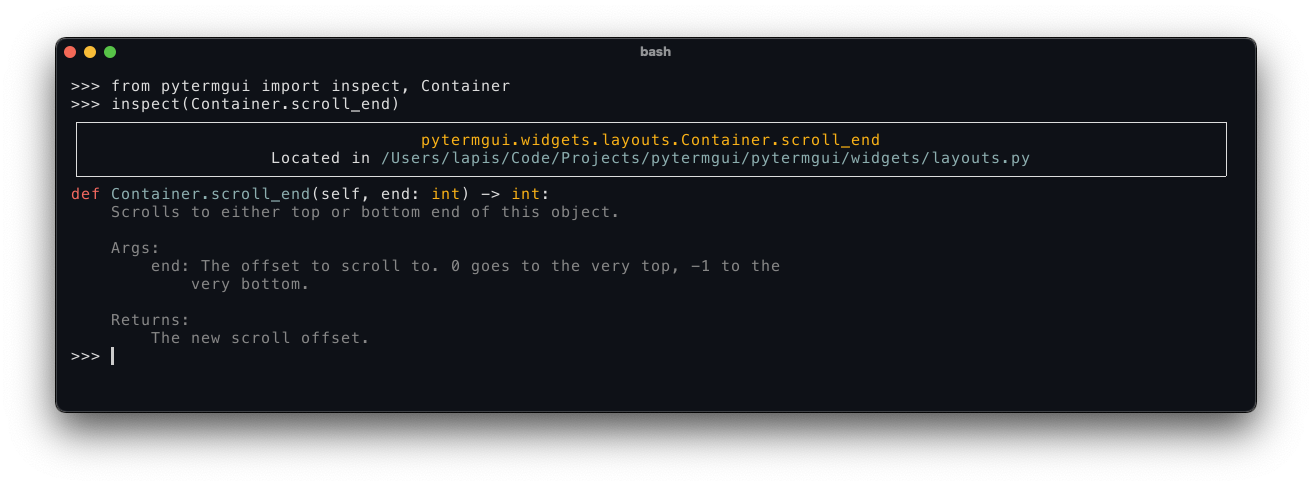 bash
>>> from pytermgui import inspect, Container
>>> inspect(Container.scroll_end)
pytermgui.widgets.layouts.Container.scroll_end
Located in /Users/lapis/Code/Projects/pytermgui/pytermgui/widgets/layouts.py
def Container.scroll_end(self, end: int) -> int:
    Scrolls to either top or bottom end of this object.
    Args:
        end: The offset to scroll to. 0 goes to the very top, -1 to the
            very bottom.
    Returns:
        The new scroll offset.
>>>